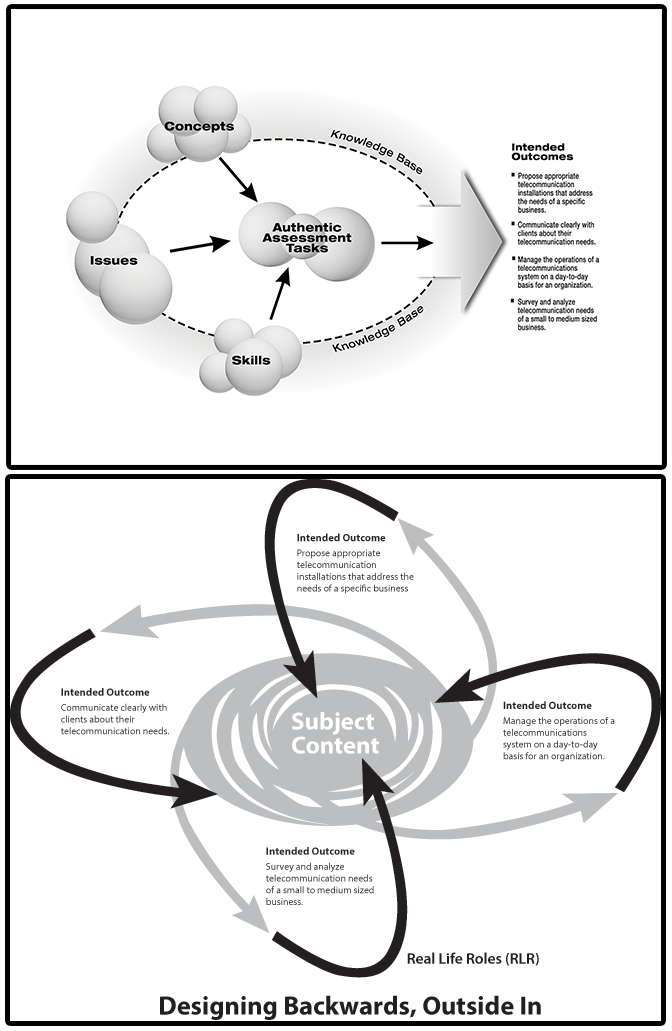 Concepts
Knowledge Base
Issues
Authentic
Assessment
Tasks
Skills
Knowledge Base
Intended
Outcomes
▪ Propose appropriate
telecommunication
installations that address
the needs of a specific
business.
▪ Communicate clearly with
clients about their
telecommunication needs.
▪ Manage the operations of a
telecommunications
system on a day-to-day
basis for an organization.
▪ Survey and analyze
telecommunication needs
of a small to medium sized
business.
Intended Outcome
Propose appropriate
telecommunication
installations that address the
needs of a specific business
Intended Outcome
Communicate clearly with
clients about their
telecommunication needs.
Subject
Content
Intended Outcome
Manage the operations of a
telecommunications
system on a day-to-day
basis for an organization.
Intended Outcome
Survey and analyze
telecommunication needs
of a small to medium sized
business.
Real Life Roles (RLR)
Designing Backwards, Outside In